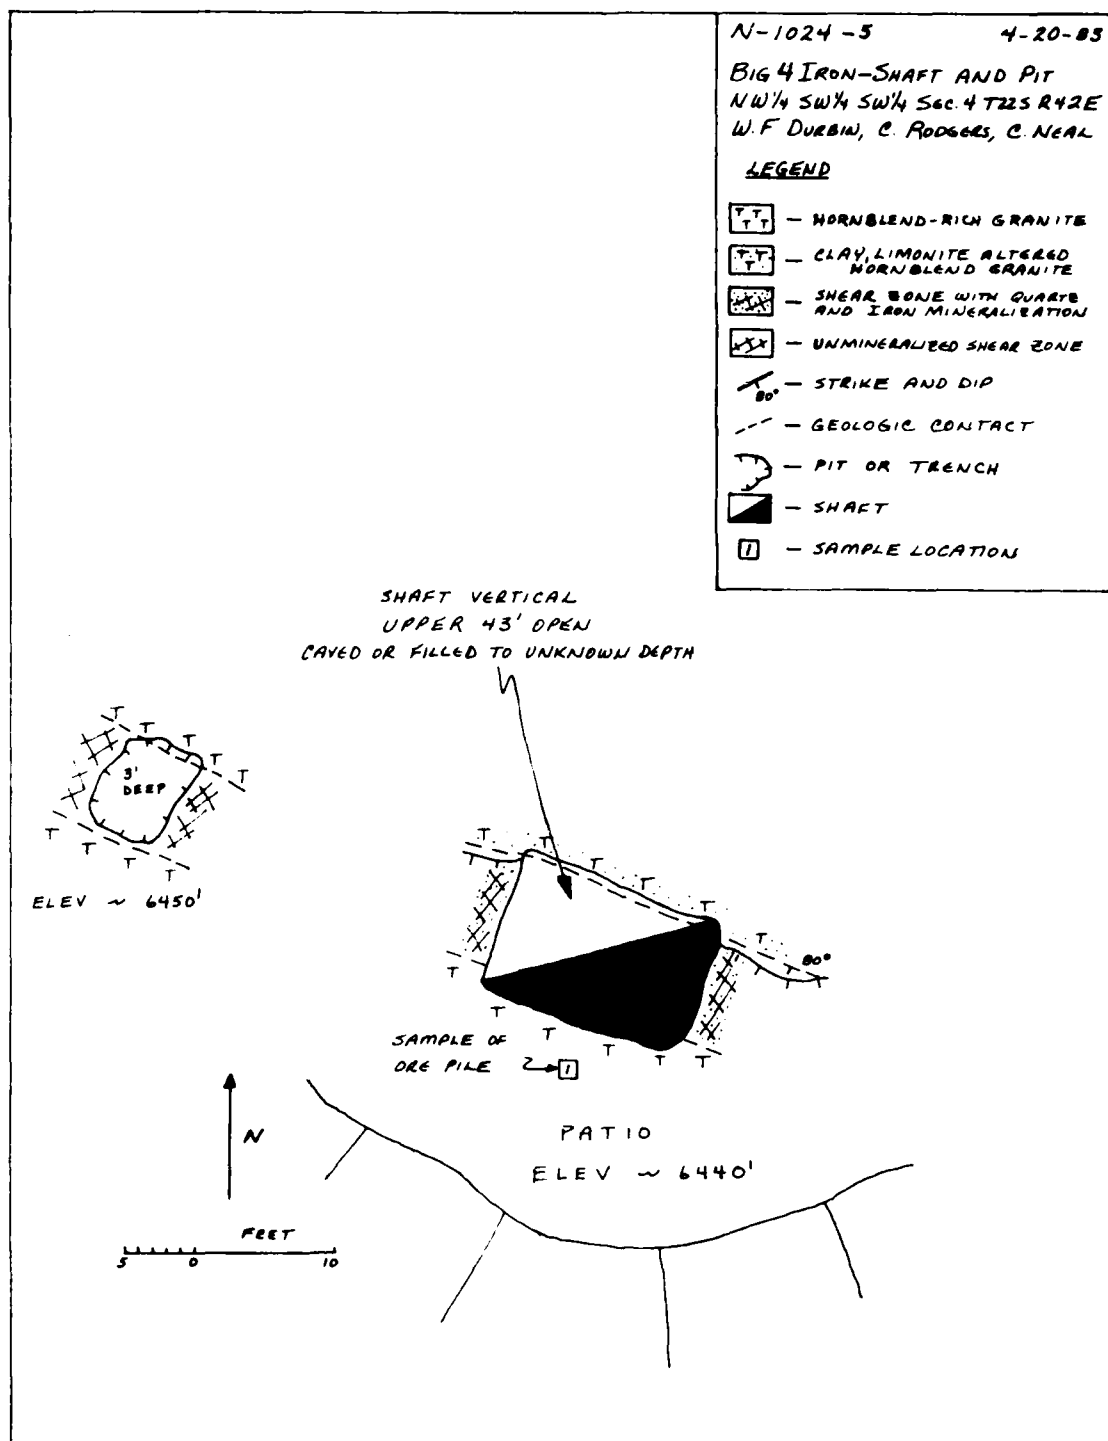 N-1024-5 4-20-83
BIG 4 IRON-SHAFT AND PIT
NW¼ SW¼ SW¼ SEC. 4 T22S R42E
W.F DURBIN, C. RODGERS, C. NEAL
LEGEND
T T T T T — HORNBLEND-RICH GRANITE
T T T T — CLAY, LIMONITE ALTERED
HORNBLEND GRANITE
— SHEAR ZONE WITH QUARTZ
AND IRON MINERALIZATION
— UNMINERALIZED SHEAR ZONE
80° — STRIKE AND DIP
— GEOLOGIC CONTACT
— PIT OR TRENCH
— SHAFT
1 — SAMPLE LOCATION
SHAFT VERTICAL
UPPER 43' OPEN
CAVED OR FILLED TO UNKNOWN DEPTH
T T T T
3'
DEEP
T T T T
ELEV ~ 6450'
T T T T T T
80°
T T T T T T
SAMPLE OF
ORE PILE 1
N
PATIO
ELEV ~ 6440'
FEET
5 0 10